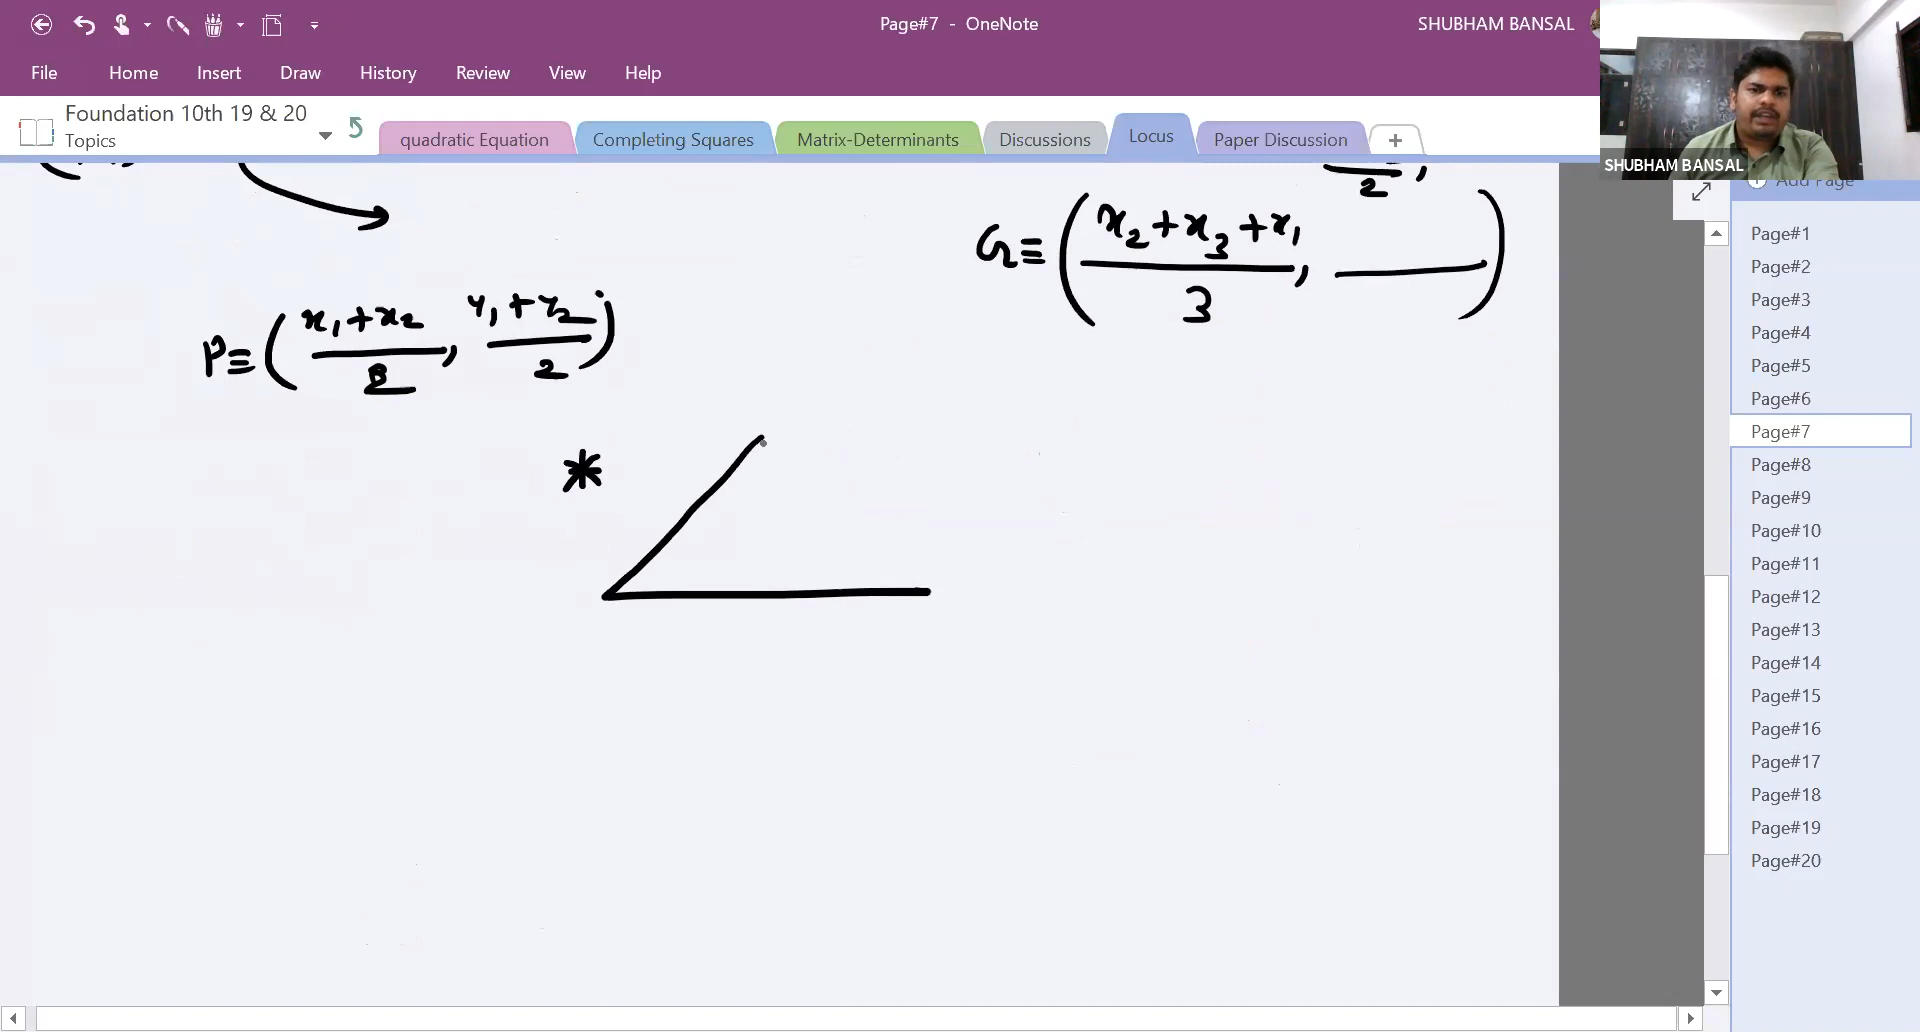 Page#7 - OneNote
SHUBHAM BANSAL
File Home Insert Draw History Review View Help
Foundation 10th 19 & 20
Topics
quadratic Equation Completing Squares Matrix-Determinants Discussions Locus Paper Discussion +
SHUBHAM BANSAL
Add Page
2 ,
G ≡ ( x₂ + x₃ + x₁ / 3 , )
P ≡ ( x₁ + x₂ / 2 , y₁ + y₂ / 2 )
*
Page#1
Page#2
Page#3
Page#4
Page#5
Page#6
Page#7
Page#8
Page#9
Page#10
Page#11
Page#12
Page#13
Page#14
Page#15
Page#16
Page#17
Page#18
Page#19
Page#20